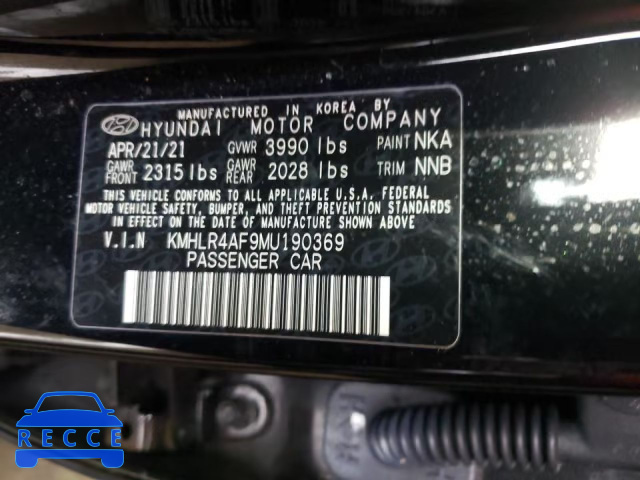 MANUFACTURED IN KOREA BY
HYUNDAI MOTOR COMPANY
APR/21/21 GVWR 3990 lbs PAINT NKA
GAWR FRONT 2315 lbs GAWR REAR 2028 lbs TRIM NNB
THIS VEHICLE CONFORMS TO ALL APPLICABLE U.S.A. FEDERAL
MOTOR VEHICLE SAFETY, BUMPER, AND THEFT PREVENTION STANDARDS
IN EFFECT ON THE DATE OF MANUFACTURE SHOWN ABOVE
V.I.N KMHLR4AF9MU190369
PASSENGER CAR
RECCE